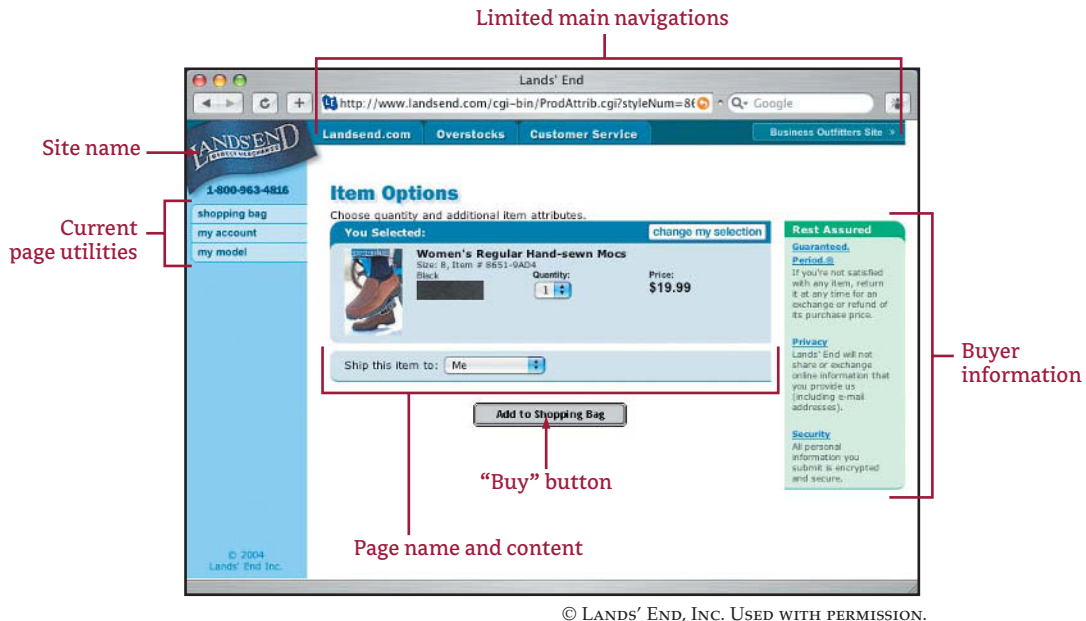 Limited main navigations
Lands' End
http://www.landsend.com/cgi-bin/ProdAttrib.cgi?styleNum=86
Google
Landsend.com
Overstocks
Customer Service
Business Outfitters Site »
Site name
LANDS' END
DIRECT MERCHANTS
1-800-963-4816
Current
page utilities
shopping bag
my account
my model
Item Options
Choose quantity and additional item attributes.
You Selected:
change my selection
Women's Regular Hand-sewn Mocs
Size: 8, Item # 8651-9AD4
Black
Quantity:
1
Price:
$19.99
Ship this item to: Me
Add to Shopping Bag
"Buy" button
Page name and content
Rest Assured
Guaranteed.
Period.®
If you're not satisfied
with any item, return
it at any time for an
exchange or refund of
its purchase price.
Privacy
Lands' End will not
share or exchange
online information that
you provide us
(including e-mail
addresses).
Security
All personal
information you
submit is encrypted
and secure.
Buyer
information
© 2004
Lands' End Inc.
© Lands' End, Inc. Used with permission.